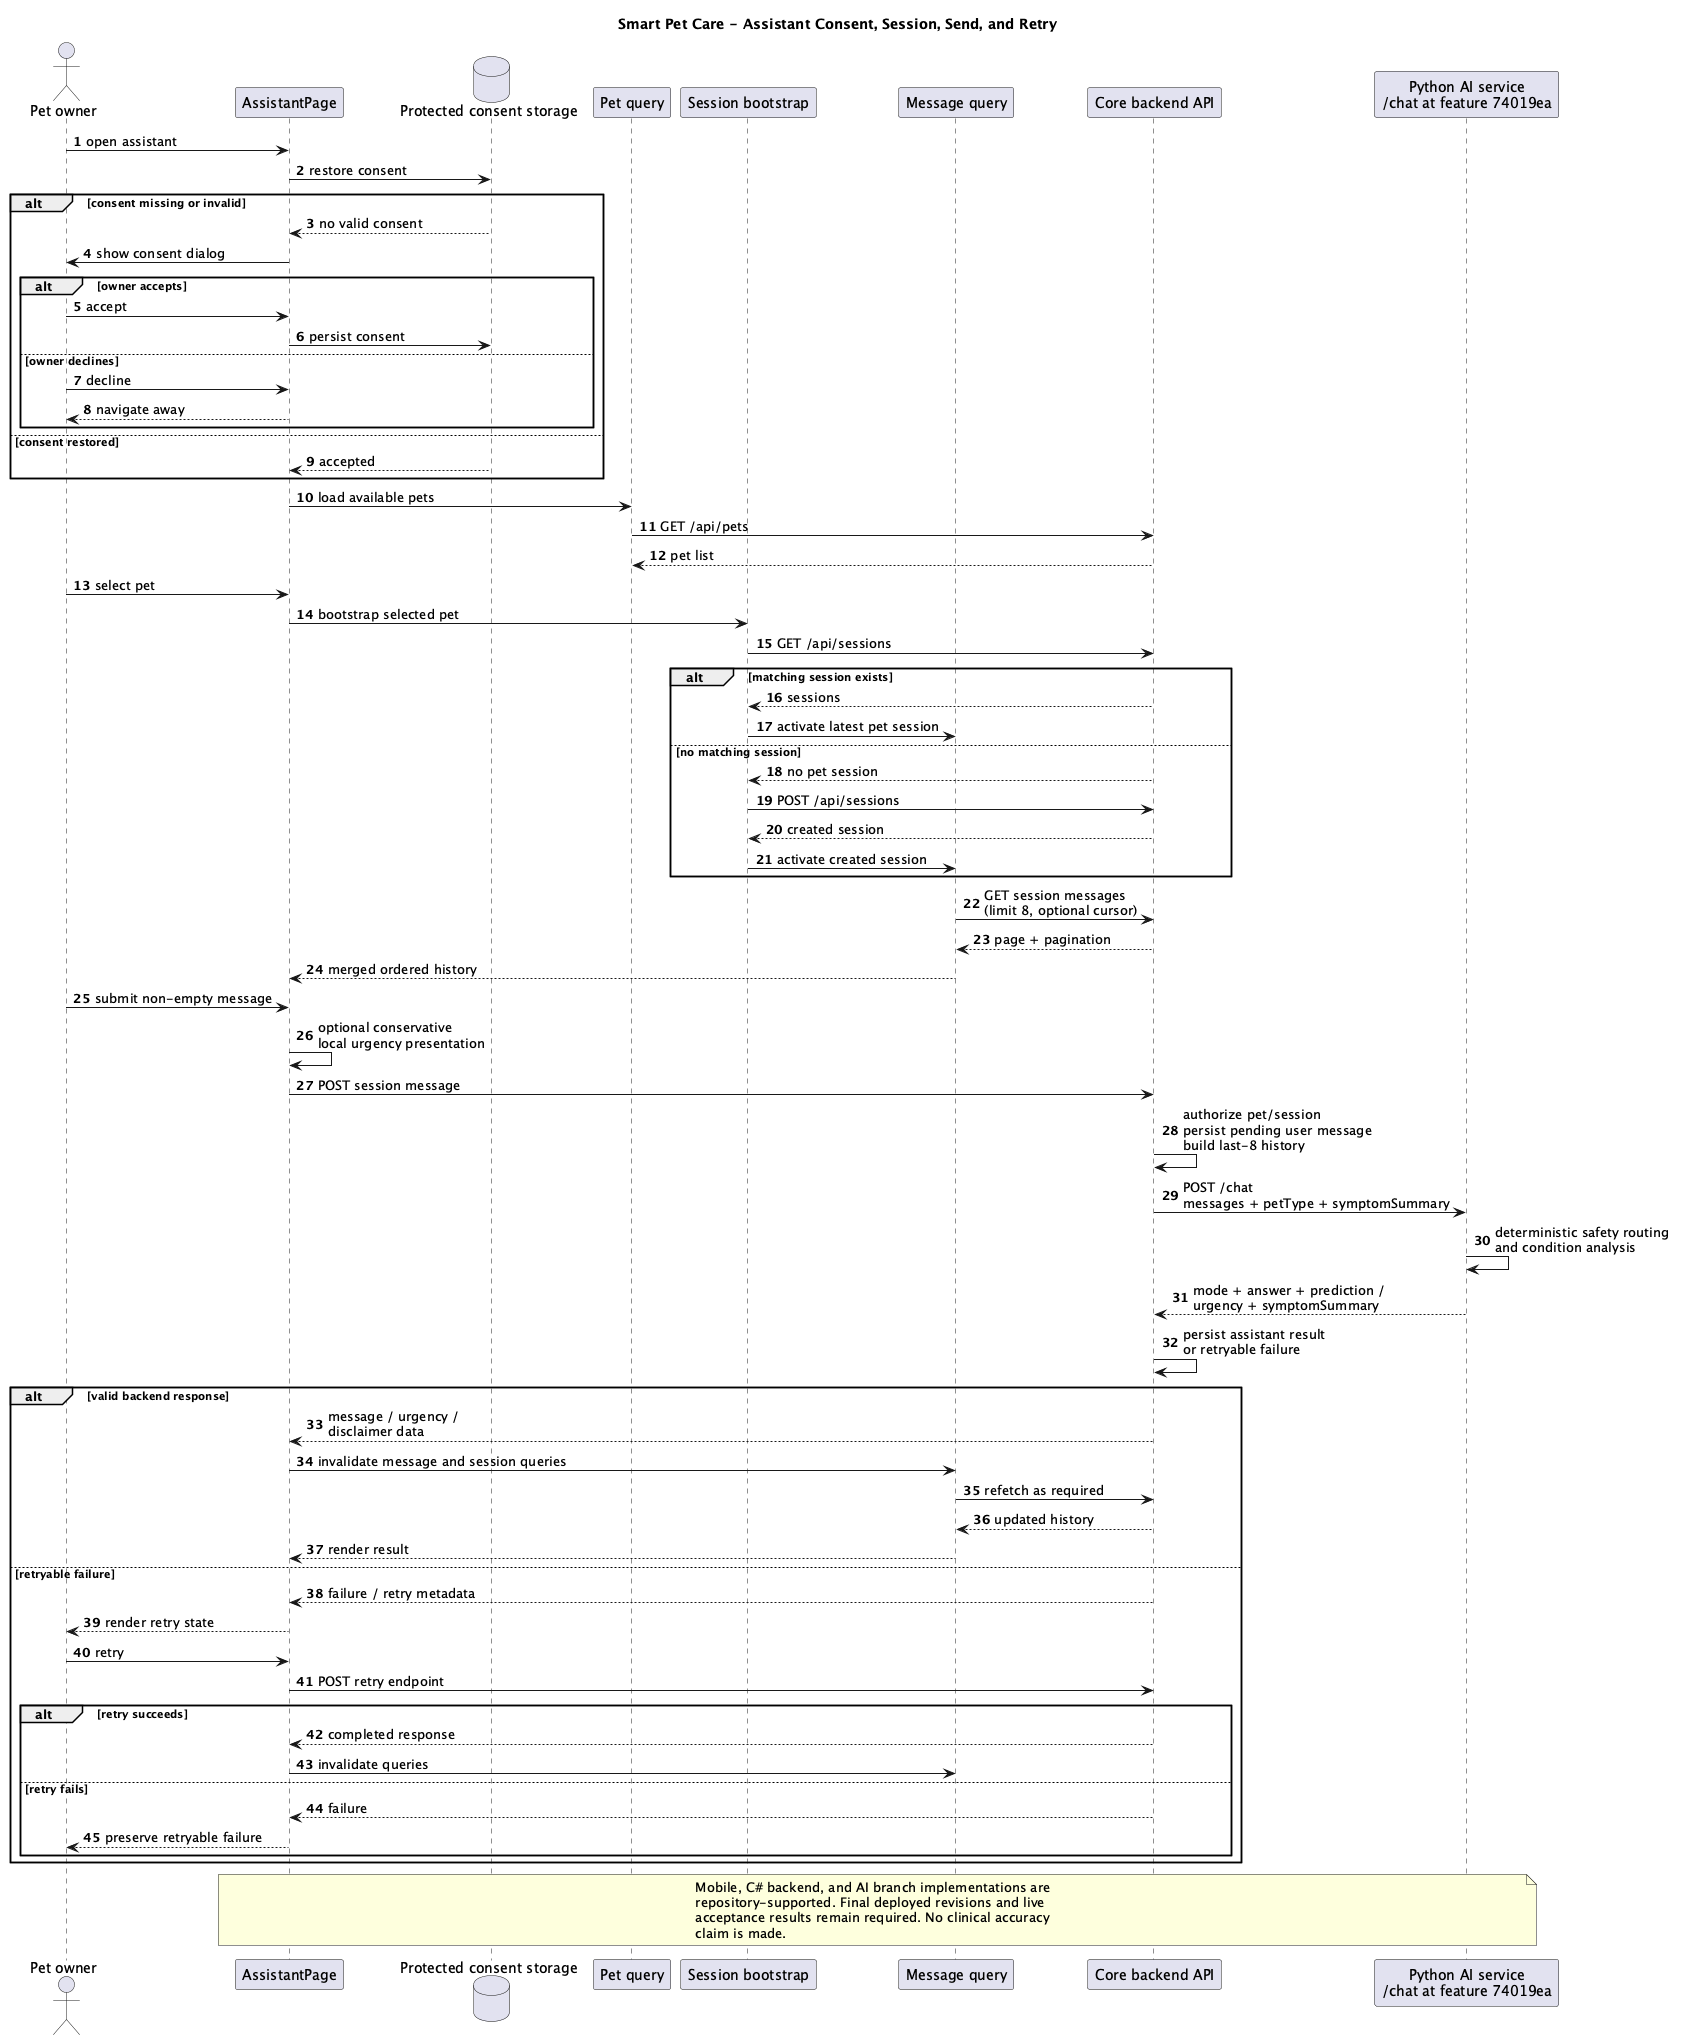 Smart Pet Care - Assistant Consent, Session, Send, and Retry
Pet owner
AssistantPage
Protected consent storage
Pet query
Session bootstrap
Message query
Core backend API
Python AI service
/chat at feature 74019ea
1 open assistant
2 restore consent
alt [consent missing or invalid]
3 no valid consent
4 show consent dialog
alt [owner accepts]
5 accept
6 persist consent
[owner declines]
7 decline
8 navigate away
[consent restored]
9 accepted
10 load available pets
11 GET /api/pets
12 pet list
13 select pet
14 bootstrap selected pet
15 GET /api/sessions
alt [matching session exists]
16 sessions
17 activate latest pet session
[no matching session]
18 no pet session
19 POST /api/sessions
20 created session
21 activate created session
22 GET session messages
(limit 8, optional cursor)
23 page + pagination
24 merged ordered history
25 submit non-empty message
26 optional conservative
local urgency presentation
27 POST session message
28 authorize pet/session
persist pending user message
build last-8 history
29 POST /chat
messages + petType + symptomSummary
30 deterministic safety routing
and condition analysis
31 mode + answer + prediction /
urgency + symptomSummary
32 persist assistant result
or retryable failure
alt [valid backend response]
33 message / urgency /
disclaimer data
34 invalidate message and session queries
35 refetch as required
36 updated history
37 render result
[retryable failure]
38 failure / retry metadata
39 render retry state
40 retry
41 POST retry endpoint
alt [retry succeeds]
42 completed response
43 invalidate queries
[retry fails]
44 failure
45 preserve retryable failure
Mobile, C# backend, and AI branch implementations are
repository-supported. Final deployed revisions and live
acceptance results remain required. No clinical accuracy
claim is made.
Pet owner
AssistantPage
Protected consent storage
Pet query
Session bootstrap
Message query
Core backend API
Python AI service
/chat at feature 74019ea